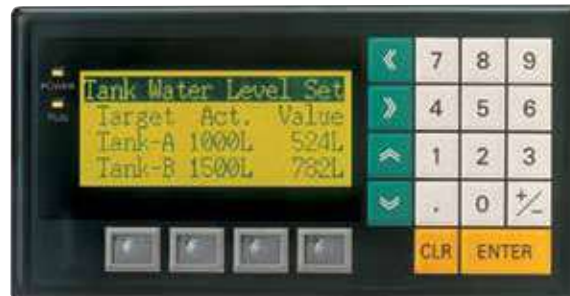 POWER
RUN
Tank Water Level Set
Target Act. Value
Tank-A 1000L 524L
Tank-B 1500L 782L
7 8 9
4 5 6
1 2 3
. 0 +/-
CLR ENTER